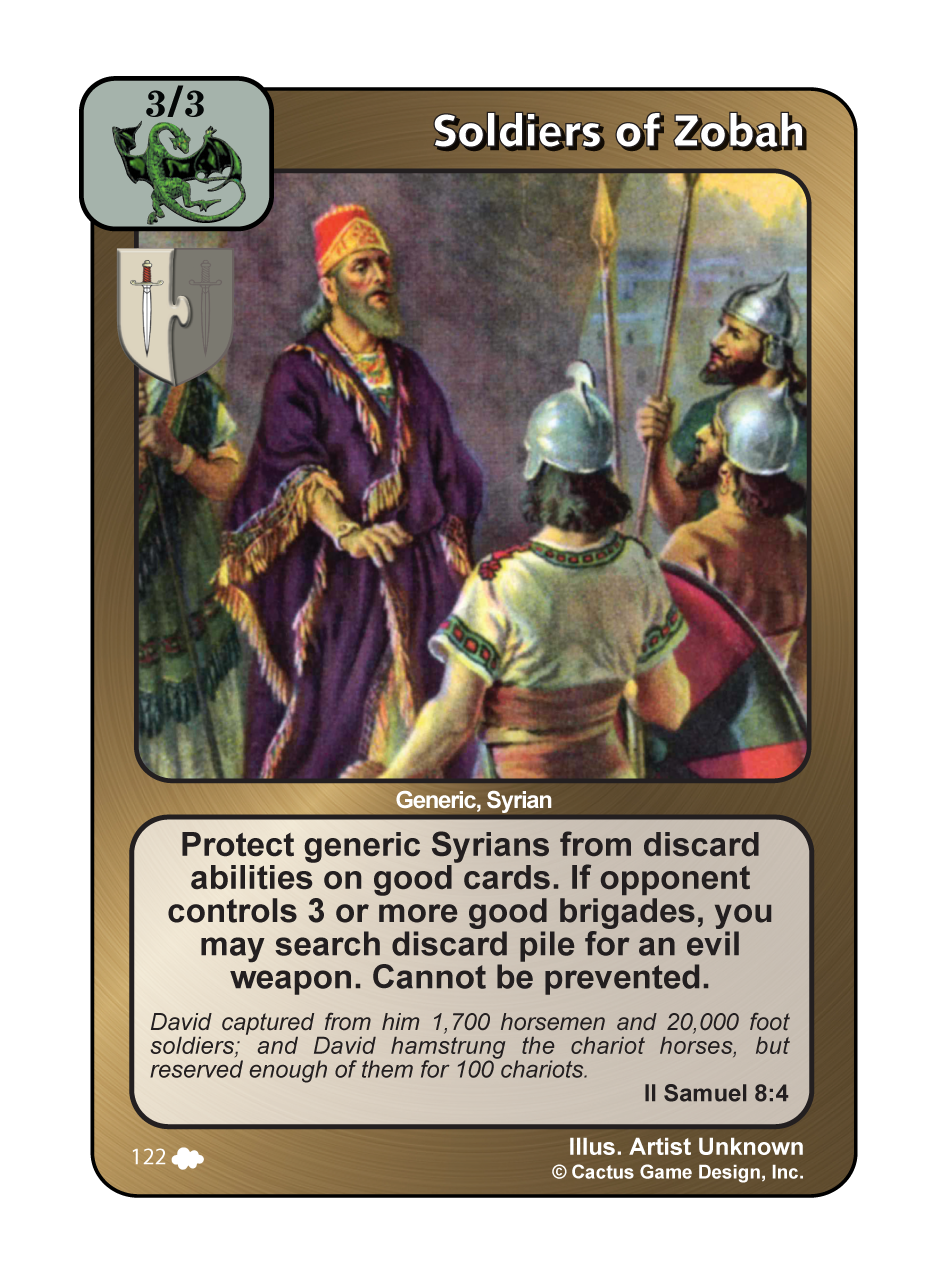 3/3
Soldiers of Zobah
Generic, Syrian
Protect generic Syrians from discard
abilities on good cards. If opponent
controls 3 or more good brigades, you
may search discard pile for an evil
weapon. Cannot be prevented.
David captured from him 1,700 horsemen and 20,000 foot
soldiers; and David hamstrung the chariot horses, but
reserved enough of them for 100 chariots.
II Samuel 8:4
122
Illus. Artist Unknown
© Cactus Game Design, Inc.